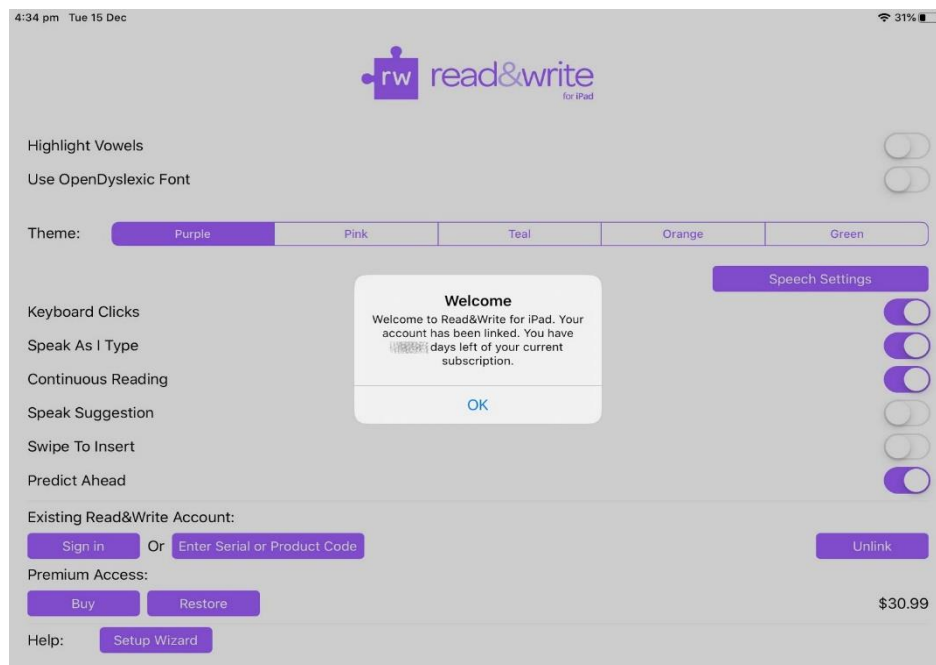 4:34 pm Tue 15 Dec 31%
rw read&write
for iPad
Highlight Vowels
Use OpenDyslexic Font
Theme: Purple Pink Teal Orange Green
Speech Settings
Welcome
Welcome to Read&Write for iPad. Your
account has been linked. You have
days left of your current
subscription.
OK
Keyboard Clicks
Speak As I Type
Continuous Reading
Speak Suggestion
Swipe To Insert
Predict Ahead
Existing Read&Write Account:
Sign in Or Enter Serial or Product Code Unlink
Premium Access:
Buy Restore $30.99
Help: Setup Wizard